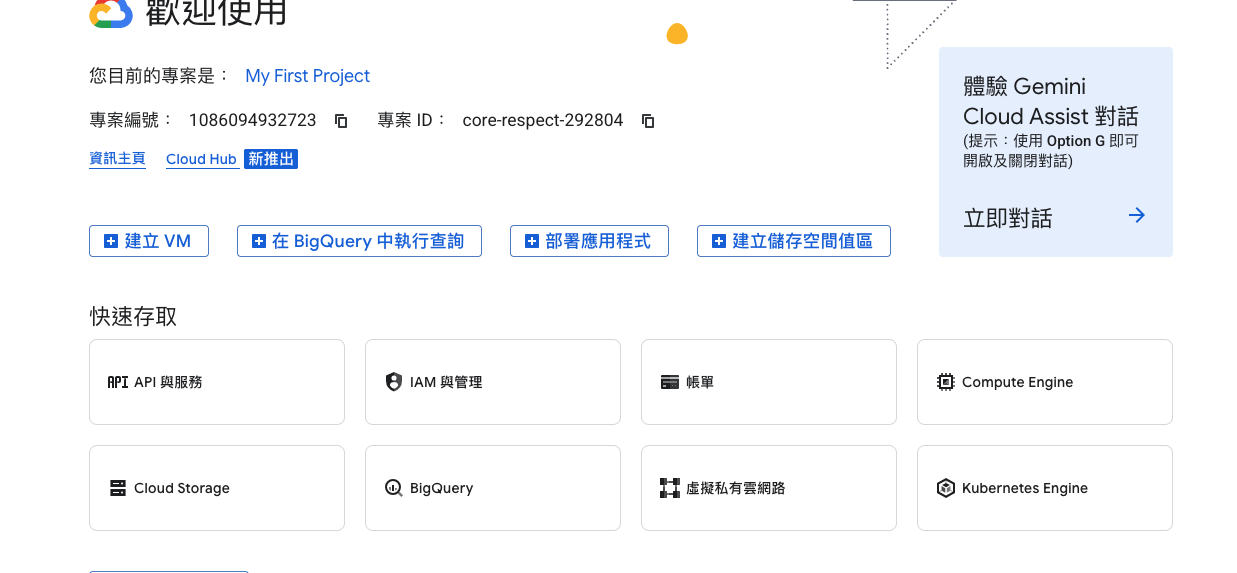 歡迎使用
您目前的專案是： My First Project
專案編號： 1086094932723 專案 ID： core-respect-292804
資訊主頁 Cloud Hub 新推出
體驗 Gemini
Cloud Assist 對話
(提示：使用 Option G 即可
開啟及關閉對話)
立即對話
建立 VM 在 BigQuery 中執行查詢 部署應用程式 建立儲存空間值區
快速存取
API API 與服務 IAM 與管理 帳單 Compute Engine
Cloud Storage BigQuery 虛擬私有雲網路 Kubernetes Engine